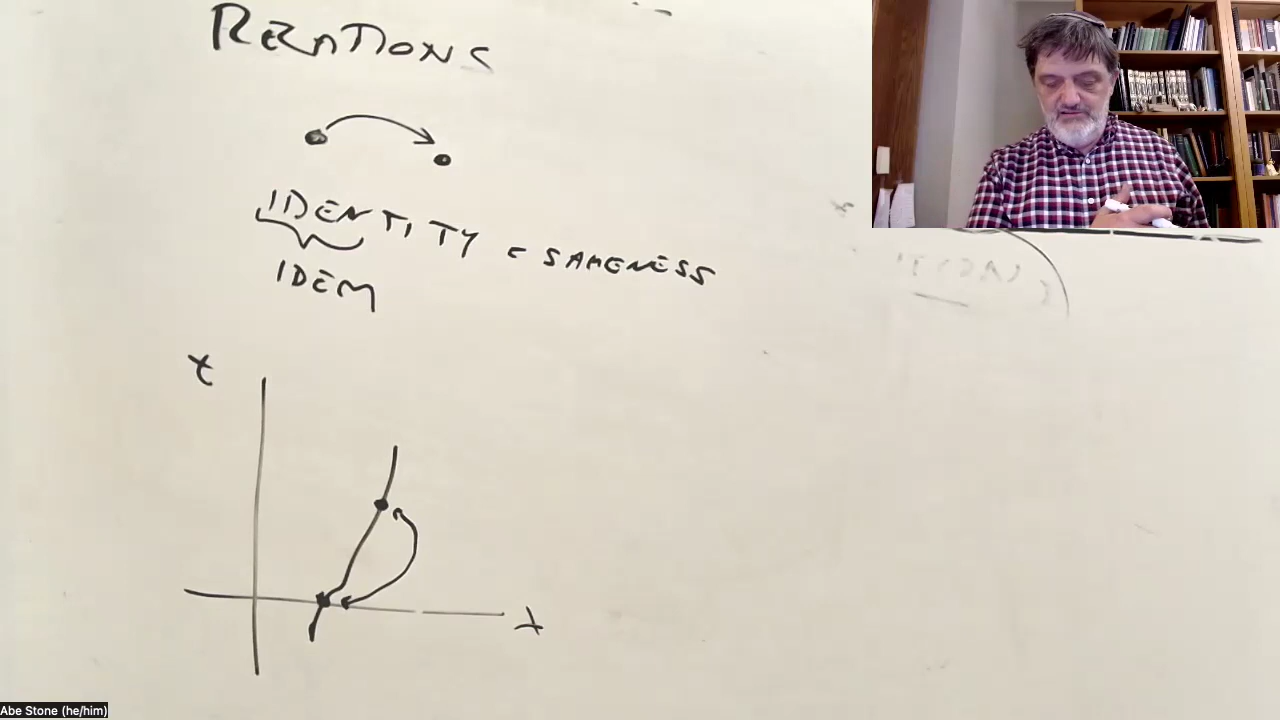 RELATIONS
IDENTITY = SAMENESS
IDEM
t
x
Abe Stone (he/him)